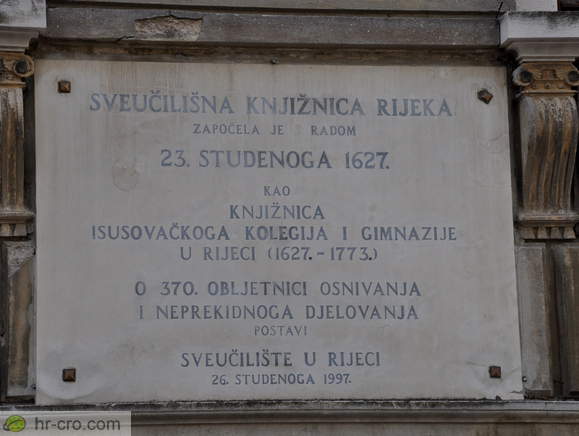 SVEUČILIŠNA KNJIŽNICA RIJEKA
ZAPOČELA JE RADOM
23. STUDENOGA 1627.
KAO
KNJIŽNICA
ISUSOVAČKOGA KOLEGIJA I GIMNAZIJE
U RIJECI (1627. - 1773.)
O 370. OBLJETNICI OSNIVANJA
I NEPREKIDNOGA DJELOVANJA
POSTAVI
SVEUČILIŠTE U RIJECI
26. STUDENOGA 1997.
hr-cro.com